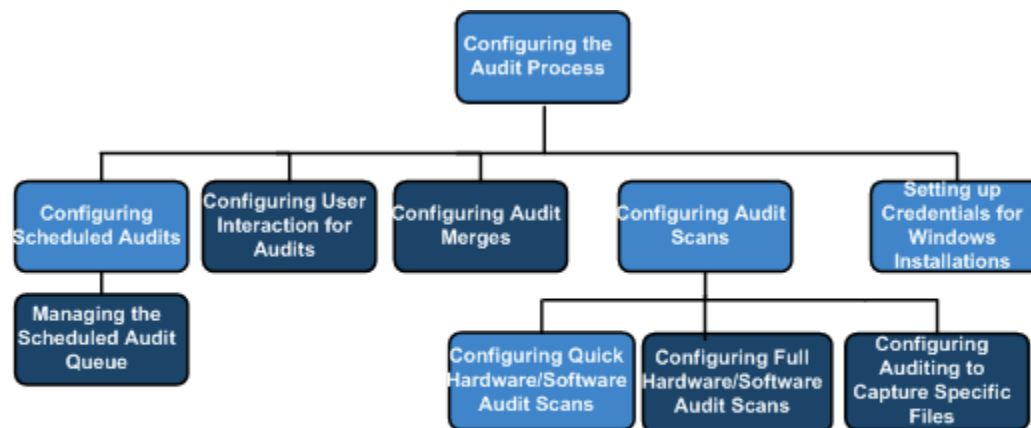 Configuring the
Audit Process
Configuring
Scheduled Audits
Configuring User
Interaction for
Audits
Configuring Audit
Merges
Configuring Audit
Scans
Setting up
Credentials for
Windows
Installations
Managing the
Scheduled Audit
Queue
Configuring Quick
Hardware/Software
Audit Scans
Configuring Full
Hardware/Software
Audit Scans
Configuring
Auditing to
Capture Specific
Files